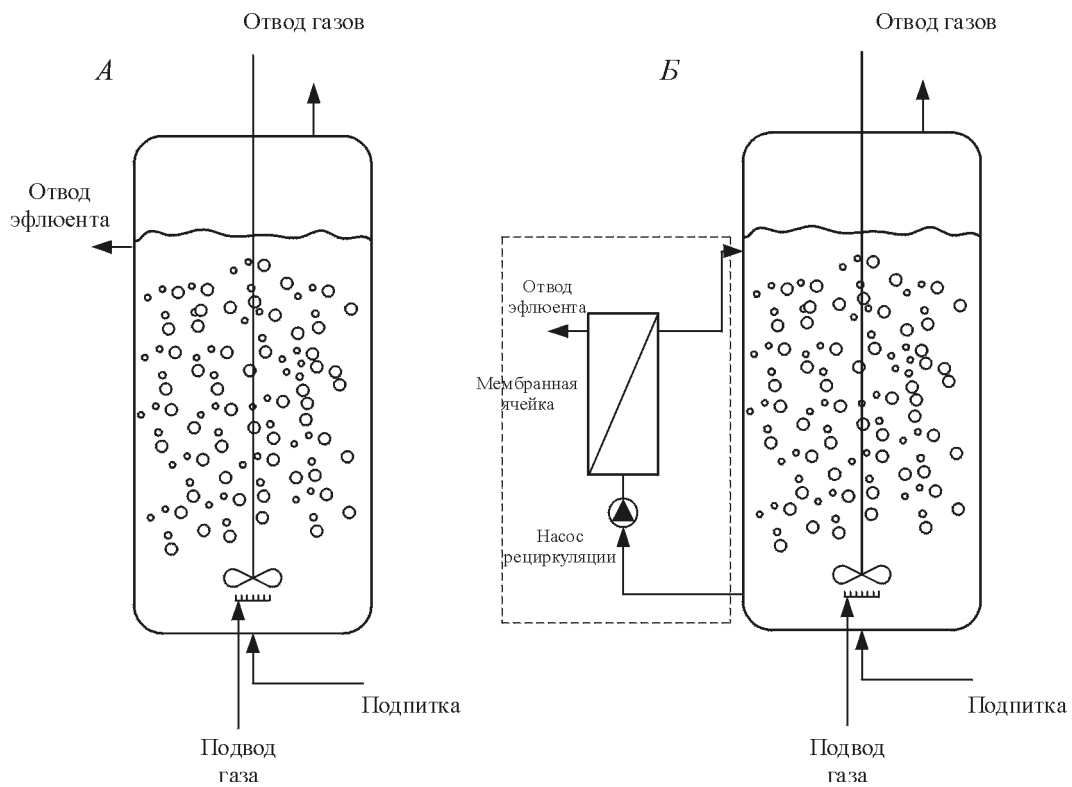 Отвод газов
А
Отвод
эфлюента
Подпитка
Подвод
газа
Отвод газов
Б
Отвод
эфлюента
Мембранная
ячейка
Насос
рециркуляции
Подпитка
Подвод
газа